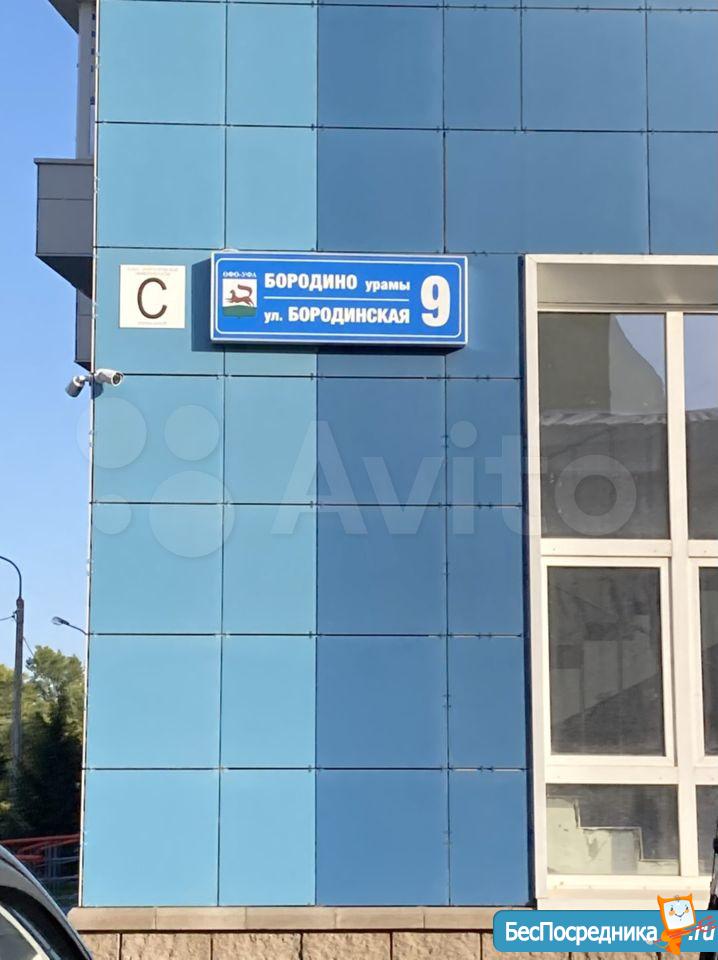 ӨФӨ-УФА
БОРОДИНО урамы
ул. БОРОДИНСКАЯ
9
С
Avito
БесПосредника.ru